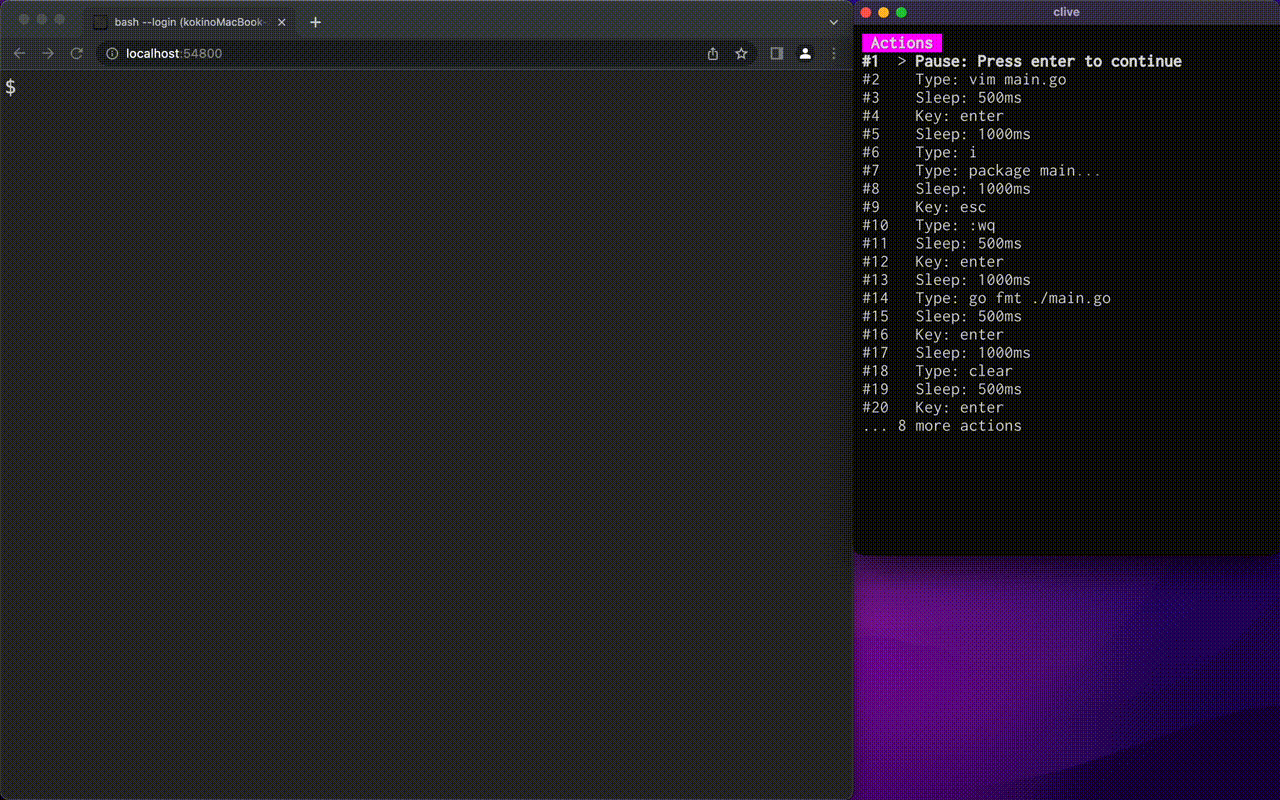 bash --login (kokinoMacBook-
localhost:54800
$
clive
Actions
#1 > Pause: Press enter to continue
#2 Type: vim main.go
#3 Sleep: 500ms
#4 Key: enter
#5 Sleep: 1000ms
#6 Type: i
#7 Type: package main...
#8 Sleep: 1000ms
#9 Key: esc
#10 Type: :wq
#11 Sleep: 500ms
#12 Key: enter
#13 Sleep: 1000ms
#14 Type: go fmt ./main.go
#15 Sleep: 500ms
#16 Key: enter
#17 Sleep: 1000ms
#18 Type: clear
#19 Sleep: 500ms
#20 Key: enter
... 8 more actions